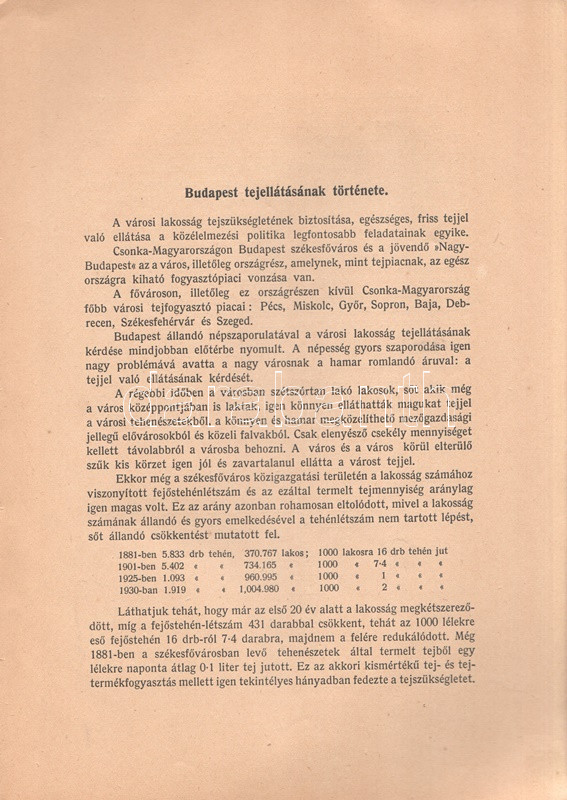 Budapest tejellátásának története.
A városi lakosság tejszükségletének biztosítása, egészséges, friss tejjel
való ellátása a közélelmezési politika legfontosabb feladatainak egyike.
Csonka-Magyarországon Budapest székesfőváros és a jövendő »Nagy-
Budapest« az a város, illetőleg országrész, amelynek, mint tejpiacnak, az egész
országra kiható fogyasztópiaci vonzása van.
A fővároson, illetőleg ez országrészen kívül Csonka-Magyarország
főbb városi tejfogyasztó piacai: Pécs, Miskolc, Győr, Sopron, Baja, Deb-
recen, Székesfehérvár és Szeged.
Budapest állandó népszaporulatával a városi lakosság tejellátásának
kérdése mindjobban előtérbe nyomult. A népesség gyors szaporodása igen
nagy problémává avatta a nagy városnak a hamar romlandó áruval: a
tejjel való ellátásának kérdését.
A régebbi időben a városban szétszórtan lakó lakosok, sőt akik még
a város középpontjában is laktak, igen könnyen elláthatták magukat tejjel
a városi tehenészetekből, a könnyen és hamar megközelíthető mezőgazdasági
jellegű elővárosokból és közeli falvakból. Csak elenyésző csekély mennyiséget
kellett távolabbról a városba behozni. A város és a város körül elterülő
szűk kis körzet igen jól és zavartalanul ellátta a várost tejjel.
Ekkor még a székesfőváros közigazgatási területén a lakosság számához
viszonyított fejőstehénlétszám és az ezáltal termelt tejmennyiség aránylag
igen magas volt. Ez az arány azonban rohamosan eltolódott, mivel a lakosság
számának állandó és gyors emelkedésével a tehénlétszám nem tartott lépést,
sőt állandó csökkentést mutatott fel.
1881-ben 5.833 drb tehén, 370.767 lakos; 1000 lakosra 16 drb tehén jut
1901-ben 5.402 « « 734.165 « 1000 « 7·4 « « «
1925-ben 1.093 « « 960.995 « 1000 « 1 « « «
1930-ban 1.919 « « 1,004.980 « 1000 « 2 « « «
Láthatjuk tehát, hogy már az első 20 év alatt a lakosság megkétszerező-
dött, míg a fejőstehén-létszám 431 darabbal csökkent, tehát az 1000 lélekre
eső fejőstehén 16 drb-ról 7·4 darabra, majdnem a felére redukálódott. Még
1881-ben a székesfővárosban levő tehenészetek által termelt tejből egy
lélekre naponta átlag 0·1 liter tej jutott. Ez az akkori kismértékű tej- és tej-
termékfogyasztás mellett igen tekintélyes hányadban fedezte a tejszükségletet.